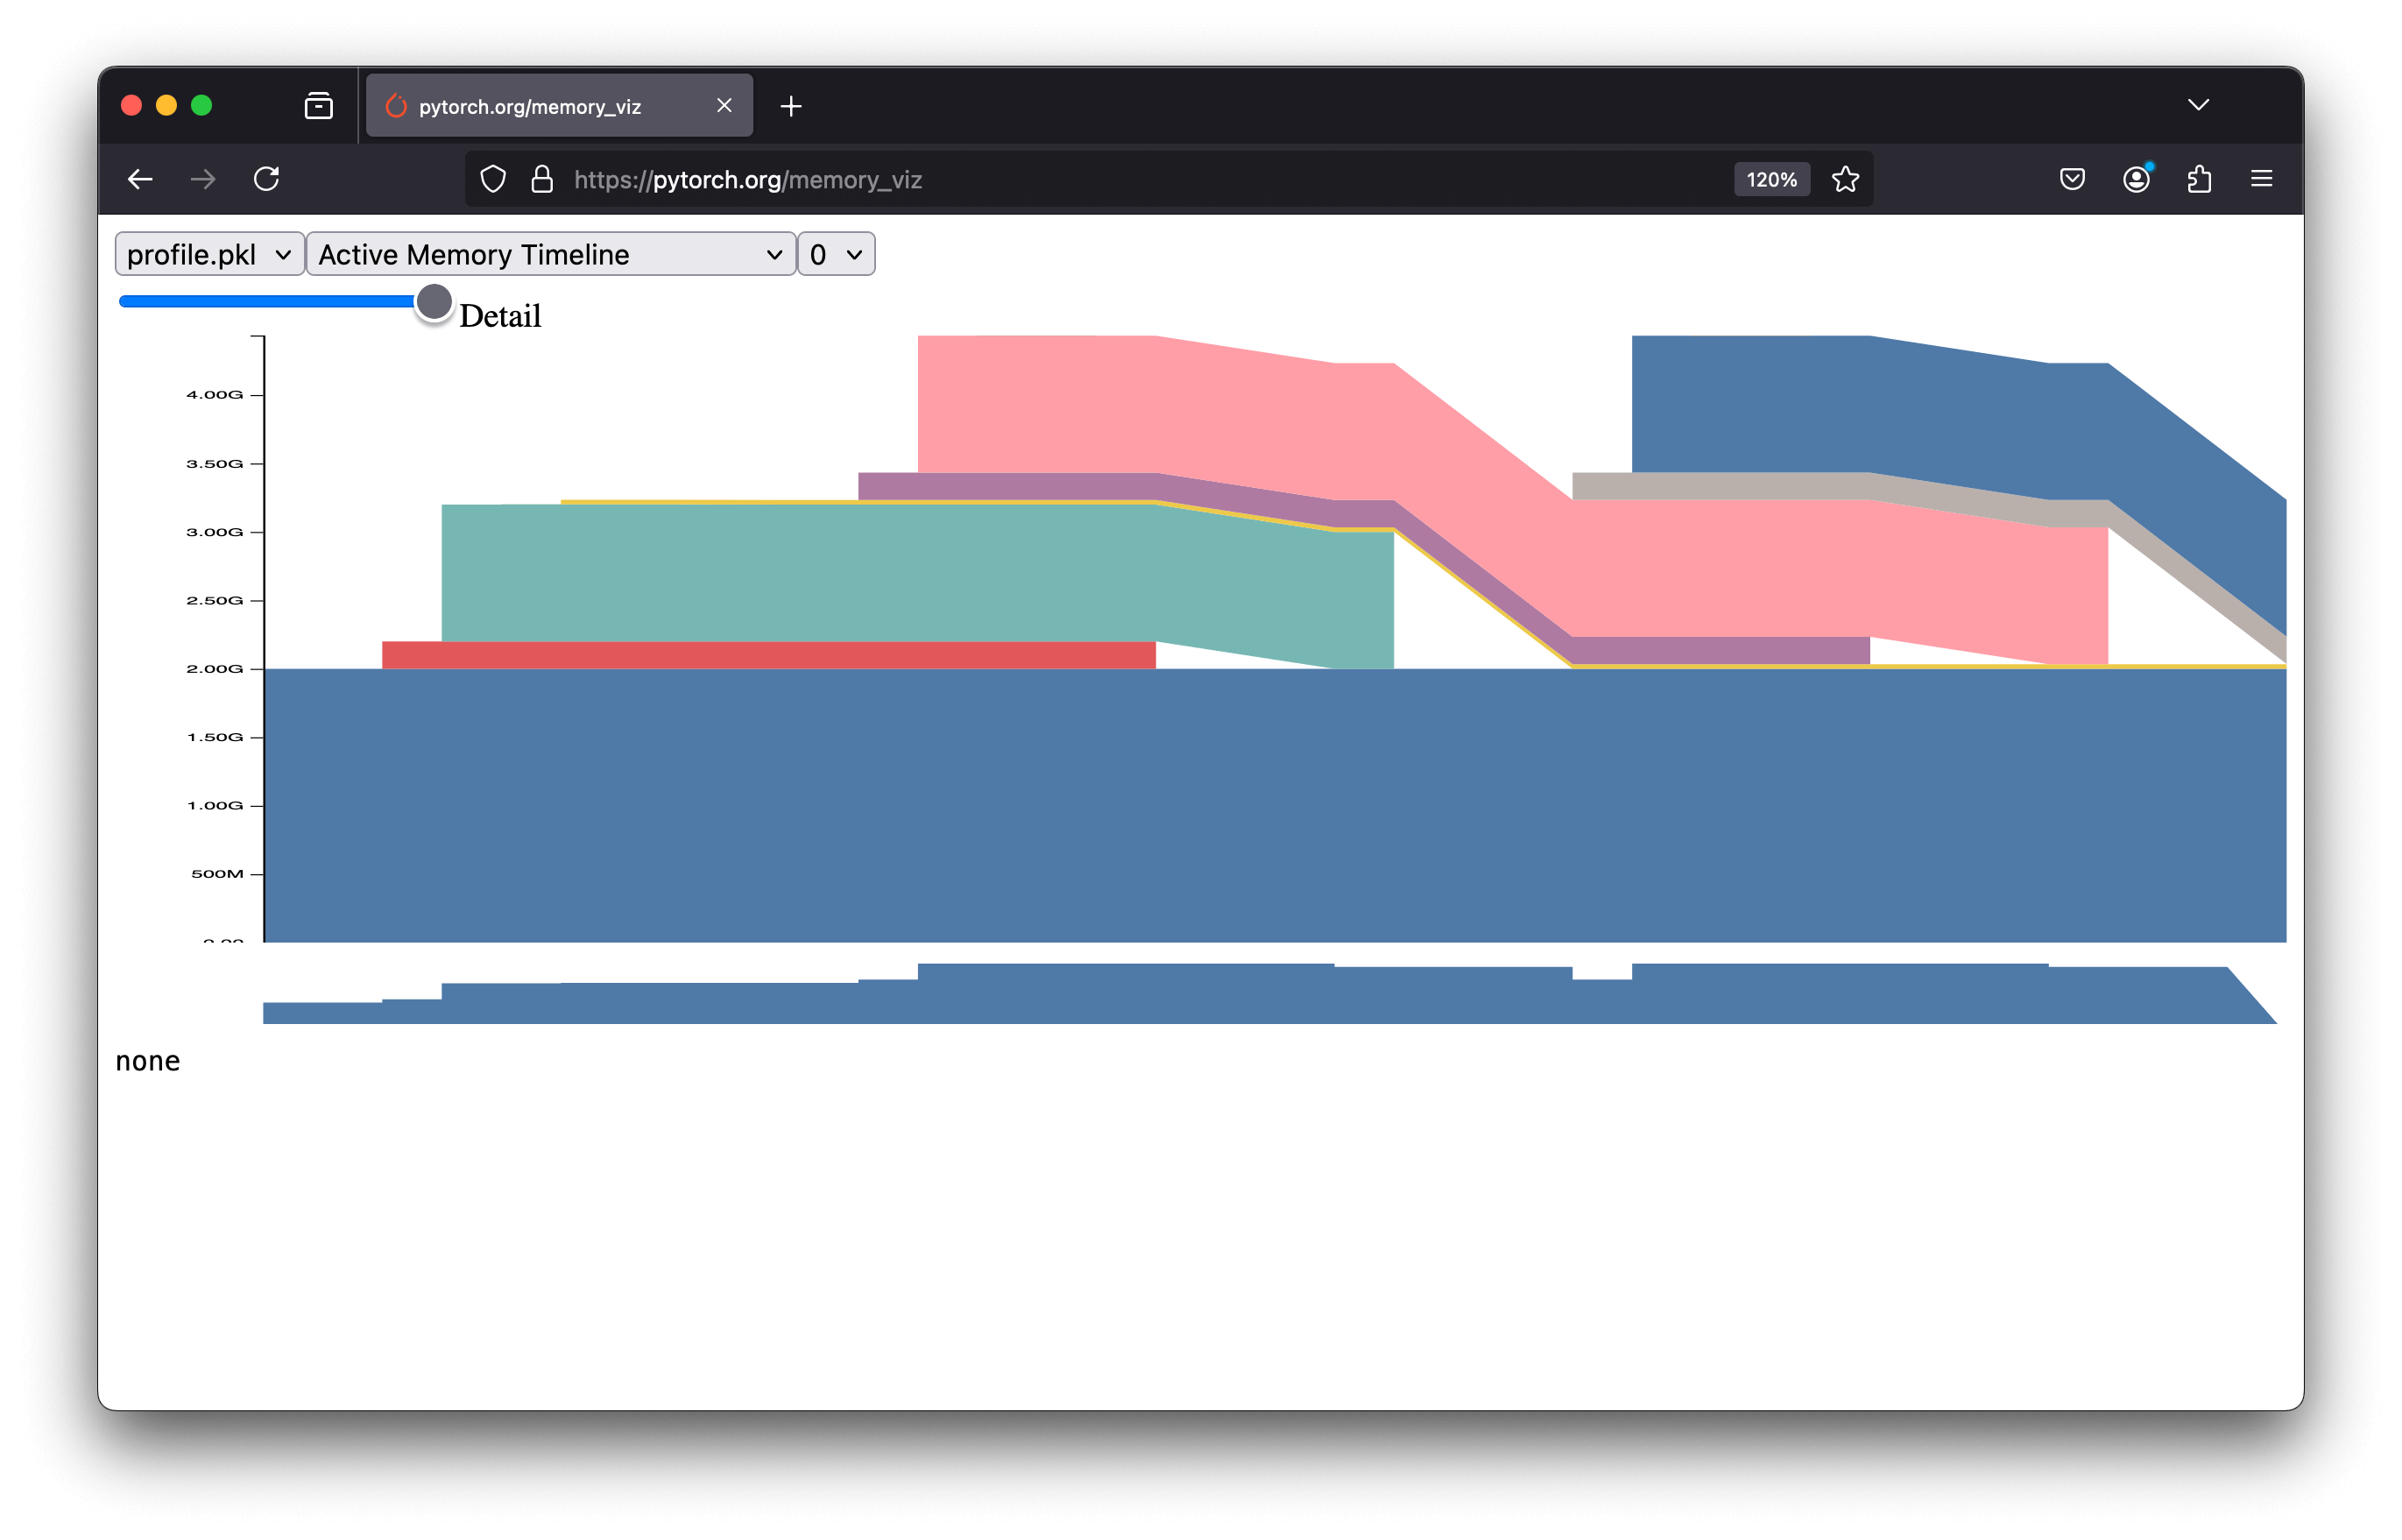 pytorch.org/memory_viz
https://pytorch.org/memory_viz 120%
profile.pkl Active Memory Timeline 0
Detail
4.00G
3.50G
3.00G
2.50G
2.00G
1.50G
1.00G
500M
none